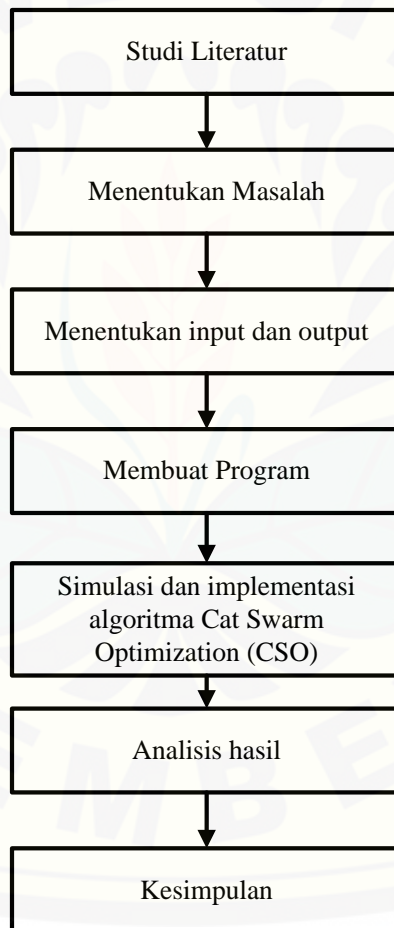 Studi Literatur
Menentukan Masalah
Menentukan input dan output
Membuat Program
Simulasi dan implementasi
algoritma Cat Swarm
Optimization (CSO)
Analisis hasil
Kesimpulan